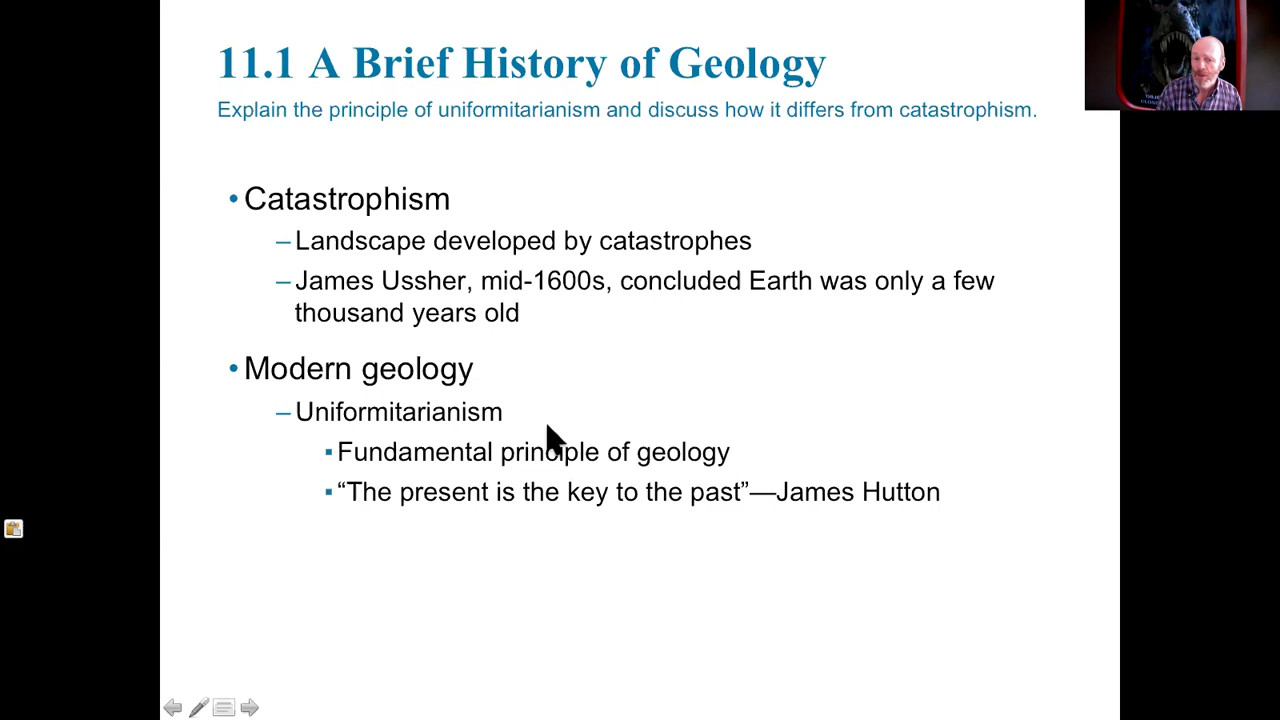 11.1 A Brief History of Geology
Explain the principle of uniformitarianism and discuss how it differs from catastrophism.
•Catastrophism
–Landscape developed by catastrophes
–James Ussher, mid-1600s, concluded Earth was only a few
thousand years old
•Modern geology
–Uniformitarianism
▪Fundamental principle of geology
▪“The present is the key to the past”—James Hutton